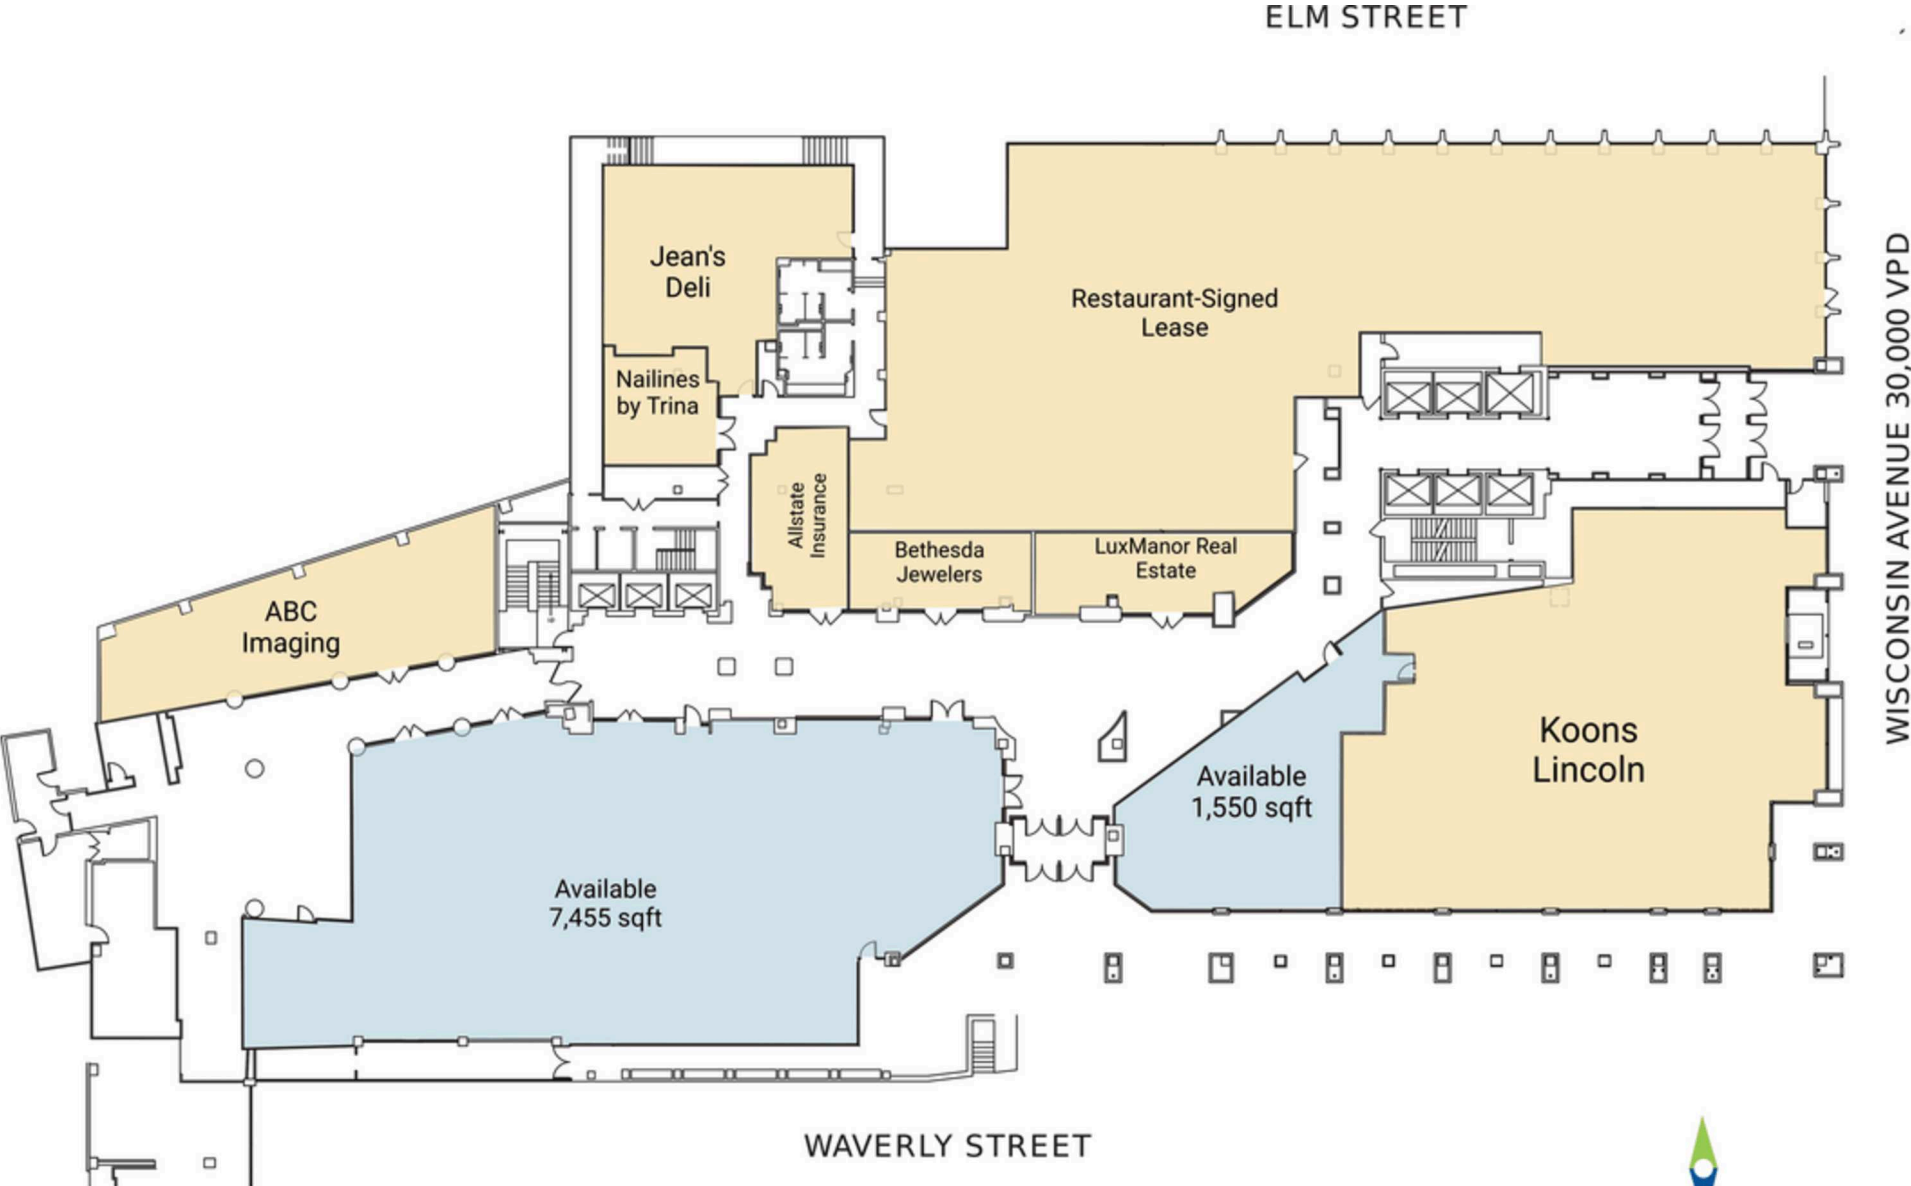 ELM STREET
Jean's
Deli
Restaurant-Signed
Lease
Nailines
by Trina
Allstate
Insurance
Bethesda
Jewelers
LuxManor Real
Estate
ABC
Imaging
Koons
Lincoln
Available
1,550 sqft
Available
7,455 sqft
WISCONSIN AVENUE 30,000 VPD
WAVERLY STREET